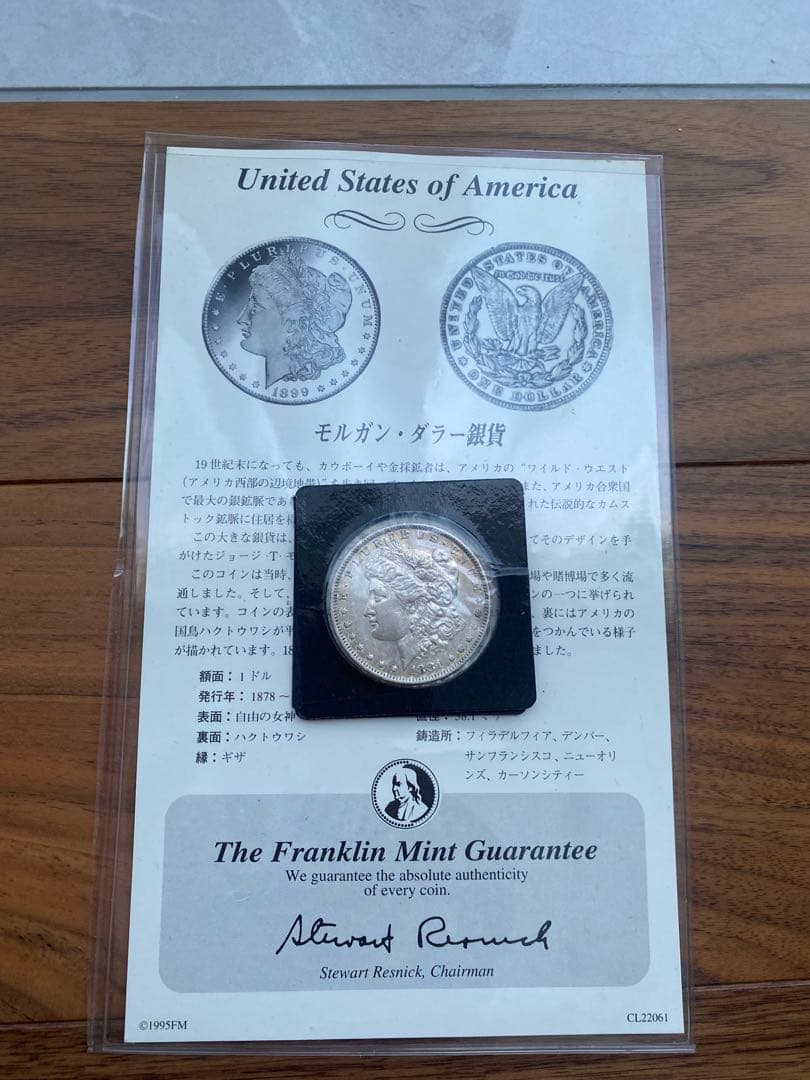 United States of America
E·PLURIBUS·UNUM
1899
UNITED STATES OF AMERICA
In God We Trust
ONE DOLLAR
モルガン・ダラー銀貨
19世紀末になっても、カウボーイや金採鉱者は、アメリカの“ワイルド・ウエスト
(アメリカ西部の辺境地帯)”を また、アメリカ合衆国
で最大の銀鉱脈であ れた伝説的なカムス
トック鉱脈に住居を
この大きな銀貨は、 てそのデザインを手
がけたジョージ・T・モ
このコインは当時、 場や賭博場で多く流
通しました。そして、 ンの一つに挙げられ
ています。コインの表 、裏にはアメリカの
国鳥ハクトウワシが平 をつかんでいる様子
が描かれています。18 ました。
E·PLURIBUS·UNUM
額面:1ドル
発行年:1878〜
表面:自由の女神
裏面:ハクトウワシ
縁:ギザ
鋳造所:フィラデルフィア、デンバー、
サンフランシスコ、ニューオリ
ンズ、カーソンシティー
The Franklin Mint Guarantee
We guarantee the absolute authenticity
of every coin.
Stewart Resnick
Stewart Resnick, Chairman
©1995FM
CL22061